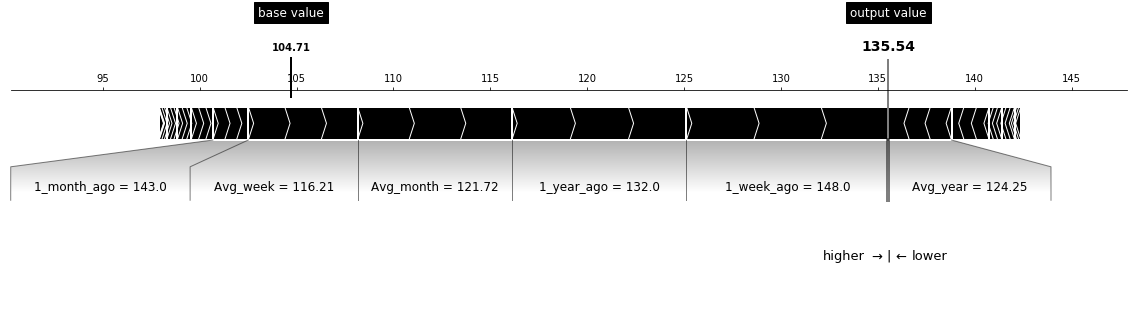 base value output value
104.71 135.54
95 100 105 110 115 120 125 130 135 140 145
1_month_ago = 143.0 Avg_week = 116.21 Avg_month = 121.72 1_year_ago = 132.0 1_week_ago = 148.0 Avg_year = 124.25
higher → | ← lower